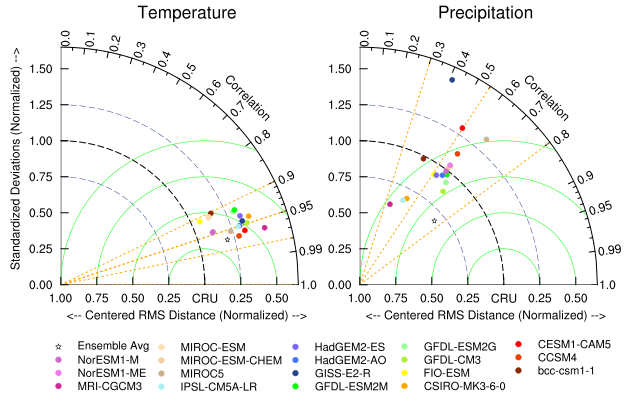 Temperature
Precipitation
0.0 0.1 0.2 0.3 0.4 0.5 0.6 0.7 0.8 0.9 0.95 0.99 1.0
Correlation
0.0 0.1 0.2 0.3 0.4 0.5 0.6 0.7 0.8 0.9 0.95 0.99 1.0
Correlation
Standardized Deviations (Normalized) -->
1.50
1.25
1.00
0.75
0.50
0.25
0.00
1.50
1.25
1.00
0.75
0.50
0.25
0.00
1.00 0.75 0.50 0.25 CRU 0.25 0.50
1.00 0.75 0.50 0.25 CRU 0.25 0.50
<-- Centered RMS Distance (Normalized) -->
<-- Centered RMS Distance (Normalized) -->
Ensemble Avg
NorESM1-M
NorESM1-ME
MRI-CGCM3
MIROC-ESM
MIROC-ESM-CHEM
MIROC5
IPSL-CM5A-LR
HadGEM2-ES
HadGEM2-AO
GISS-E2-R
GFDL-ESM2M
GFDL-ESM2G
GFDL-CM3
FIO-ESM
CSIRO-MK3-6-0
CESM1-CAM5
CCSM4
bcc-csm1-1